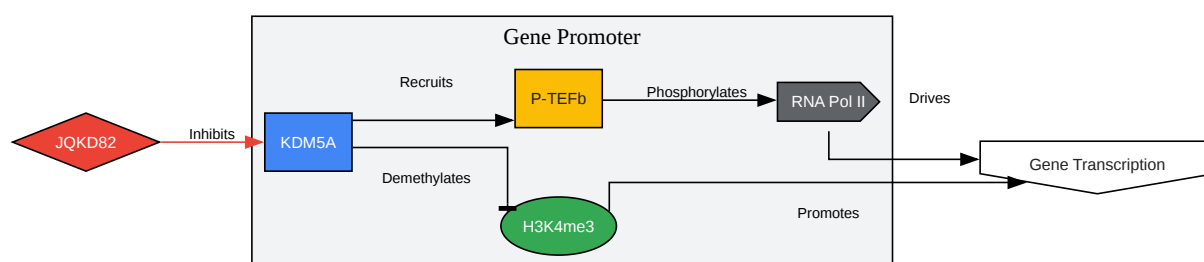 Gene Promoter
Recruits
P-TEFb
Phosphorylates
RNA Pol II
Drives
JQKD82
Inhibits
KDM5A
Demethylates
H3K4me3
Promotes
Gene Transcription